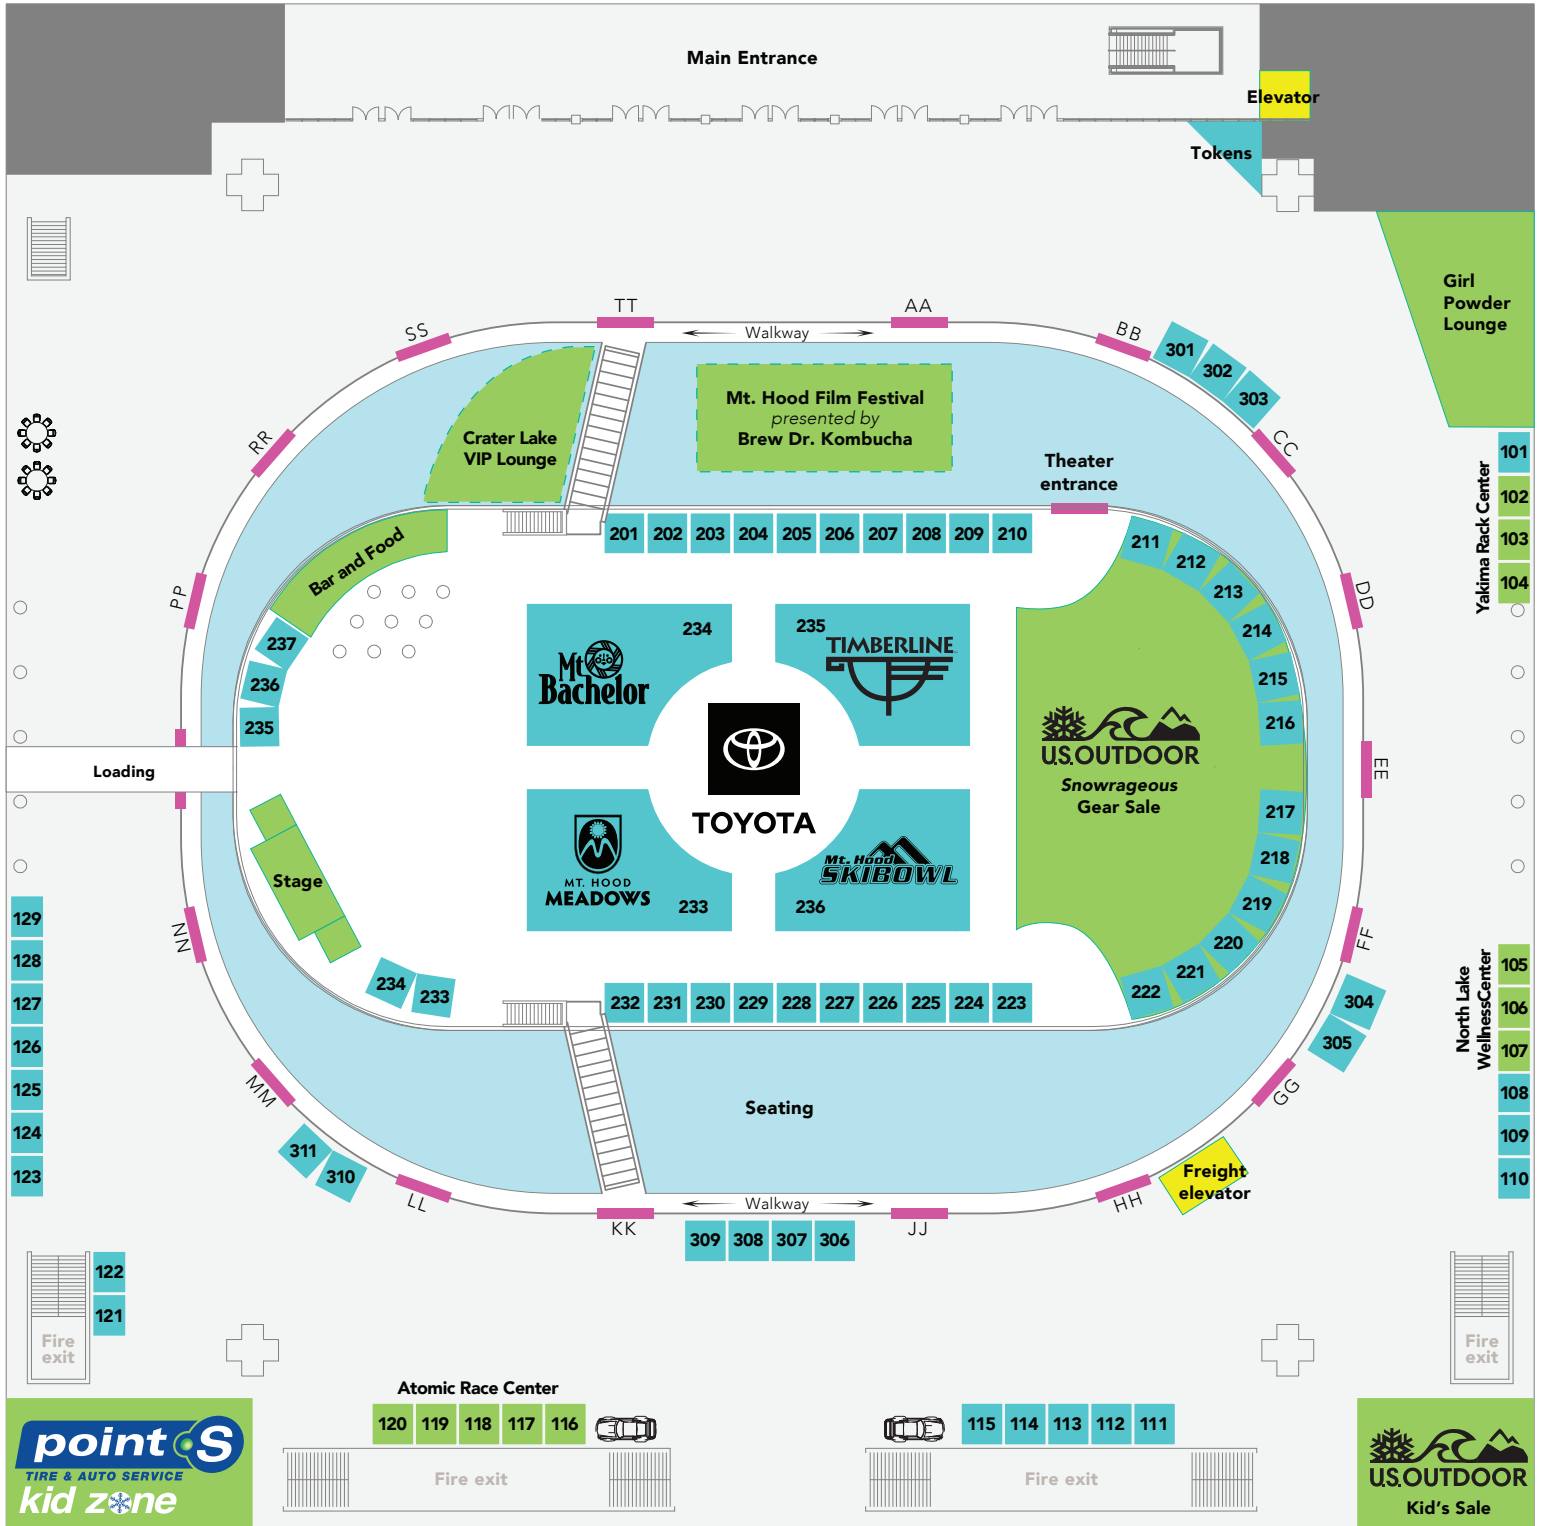 Main Entrance
Elevator
Tokens
Girl
Powder
Lounge
TT
AA
SS
BB
Walkway
301
302
303
Mt. Hood Film Festival
presented by
Brew Dr. Kombucha
Crater Lake
VIP Lounge
RR
CC
Theater
entrance
101
102
103
104
Yakima Rack Center
201
202
203
204
205
206
207
208
209
210
211
212
213
214
215
216
Bar and Food
PP
DD
237
236
235
234
Mt
Bachelor
235
TIMBERLINE
TOYOTA
U.S.OUTDOOR
Snowrageous
Gear Sale
EE
Loading
217
218
219
220
221
222
Stage
MT. HOOD
MEADOWS
233
Mt. Hood
SKIBOWL
236
NN
FF
129
128
127
126
125
124
123
234
233
232
231
230
229
228
227
226
225
224
223
304
305
North Lake
WellnessCenter
105
106
107
108
109
110
MM
GG
Seating
311
310
Freight
elevator
LL
HH
Walkway
KK
JJ
309
308
307
306
122
121
Fire
exit
Fire
exit
Atomic Race Center
120
119
118
117
116
115
114
113
112
111
Fire exit
Fire exit
point S
TIRE & AUTO SERVICE
kid zone
U.S.OUTDOOR
Kid's Sale